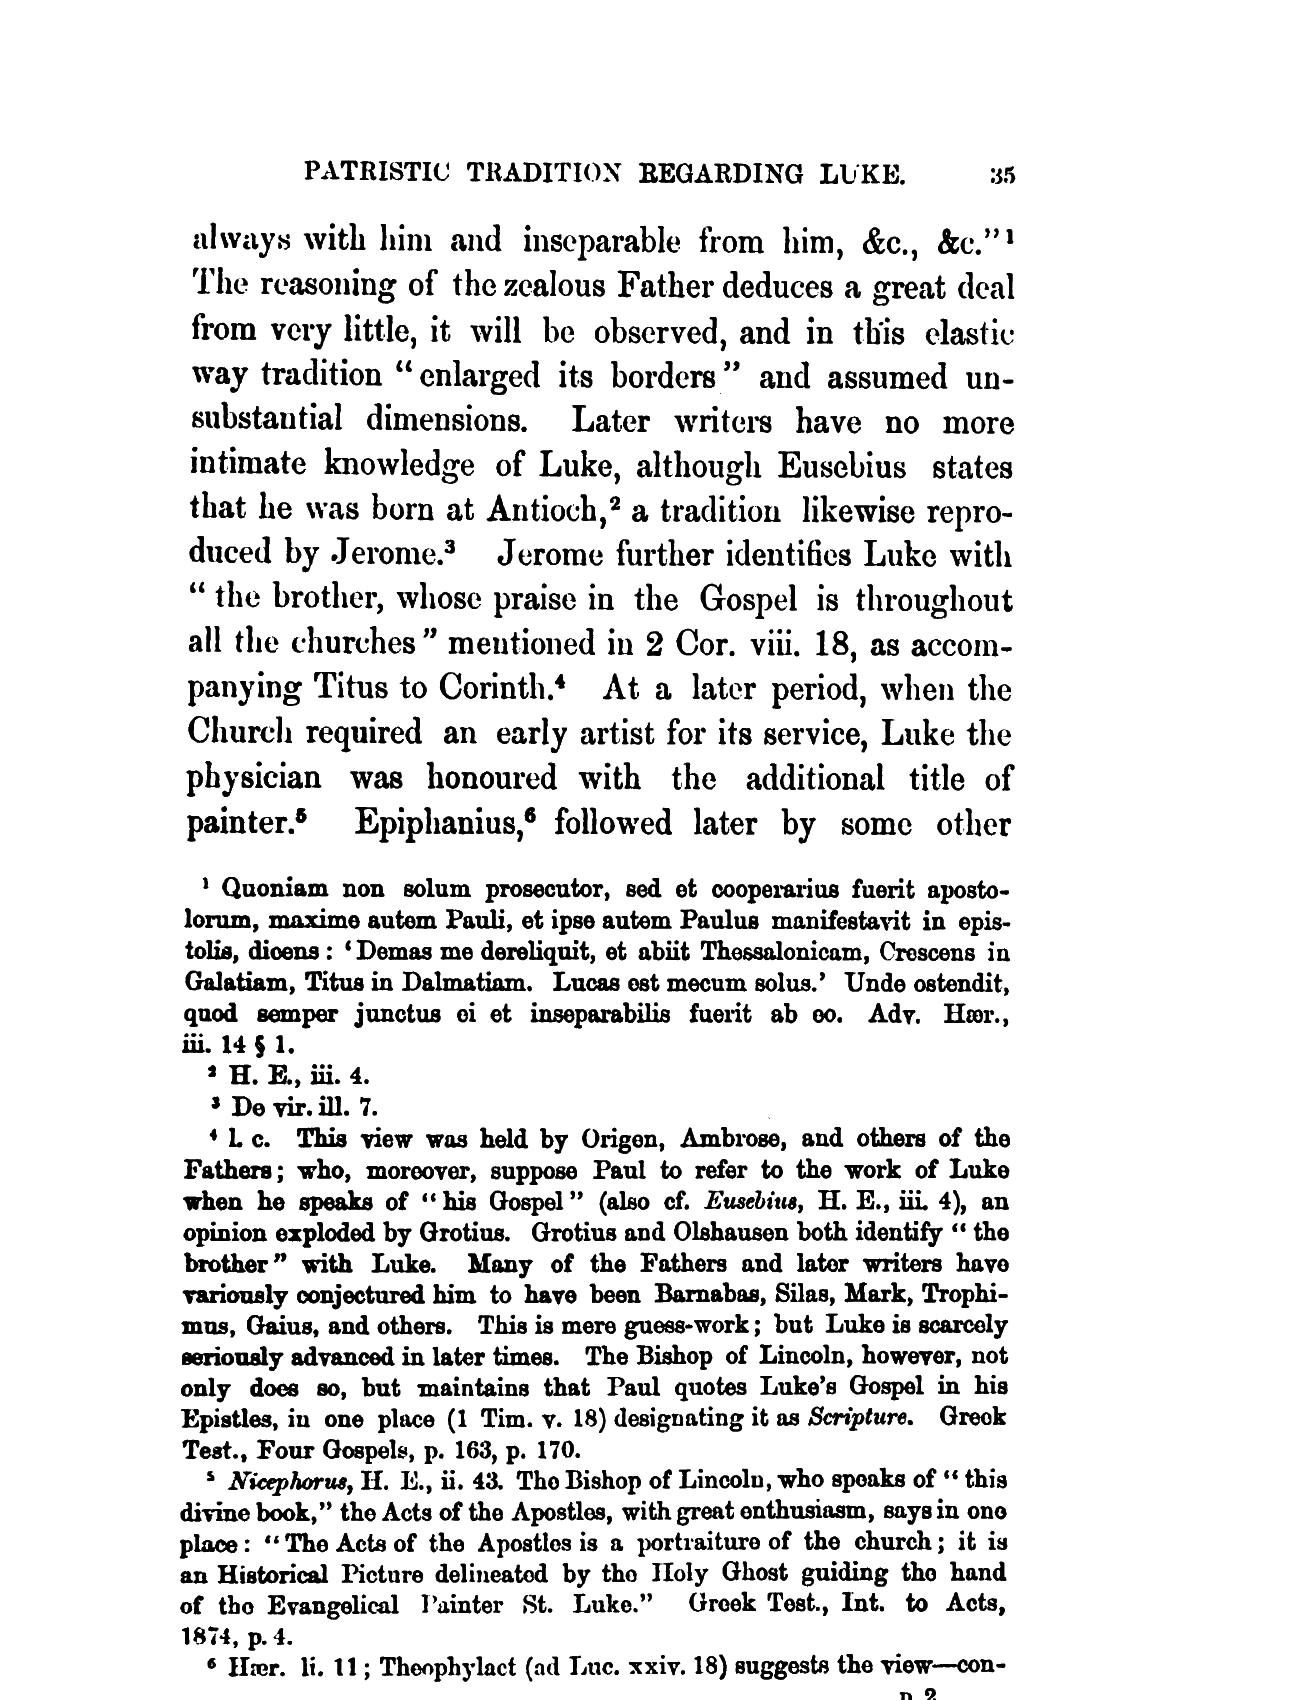 PATRISTIC TRADITION REGARDING LUKE. 35
always with him and inseparable from him, &c., &c."¹
The reasoning of the zealous Father deduces a great deal
from very little, it will be observed, and in this elastic
way tradition "enlarged its borders" and assumed un-
substantial dimensions. Later writers have no more
intimate knowledge of Luke, although Eusebius states
that he was born at Antioch,² a tradition likewise repro-
duced by Jerome.³ Jerome further identifies Luke with
"the brother, whose praise in the Gospel is throughout
all the churches" mentioned in 2 Cor. viii. 18, as accom-
panying Titus to Corinth.⁴ At a later period, when the
Church required an early artist for its service, Luke the
physician was honoured with the additional title of
painter.⁵ Epiphanius,⁶ followed later by some other
¹ Quoniam non solum prosecutor, sed et cooperarius fuerit aposto-
lorum, maxime autem Pauli, et ipse autem Paulus manifestavit in epis-
tolis, dicens: 'Demas me dereliquit, et abiit Thessalonicam, Crescens in
Galatiam, Titus in Dalmatiam. Lucas est mecum solus.' Unde ostendit,
quod semper junctus ei et inseparabilis fuerit ab eo. Adv. Hær.,
iii. 14 § 1.
² H. E., iii. 4.
³ De vir. ill. 7.
⁴ l. c. This view was held by Origen, Ambrose, and others of the
Fathers; who, moreover, suppose Paul to refer to the work of Luke
when he speaks of "his Gospel" (also cf. Eusebius, H. E., iii. 4), an
opinion exploded by Grotius. Grotius and Olshausen both identify "the
brother" with Luke. Many of the Fathers and later writers have
variously conjectured him to have been Barnabas, Silas, Mark, Trophi-
mus, Gaius, and others. This is mere guess-work; but Luke is scarcely
seriously advanced in later times. The Bishop of Lincoln, however, not
only does so, but maintains that Paul quotes Luke's Gospel in his
Epistles, in one place (1 Tim. v. 18) designating it as Scripture. Greek
Test., Four Gospels, p. 163, p. 170.
⁵ Nicephorus, H. E., ii. 43. The Bishop of Lincoln, who speaks of "this
divine book," the Acts of the Apostles, with great enthusiasm, says in one
place: "The Acts of the Apostles is a portraiture of the church; it is
an Historical Picture delineated by the Holy Ghost guiding the hand
of the Evangelical Painter St. Luke." Greek Test., Int. to Acts,
1874, p. 4.
⁶ Hær. li. 11; Theophylact (ad Luc. xxiv. 18) suggests the view—con-